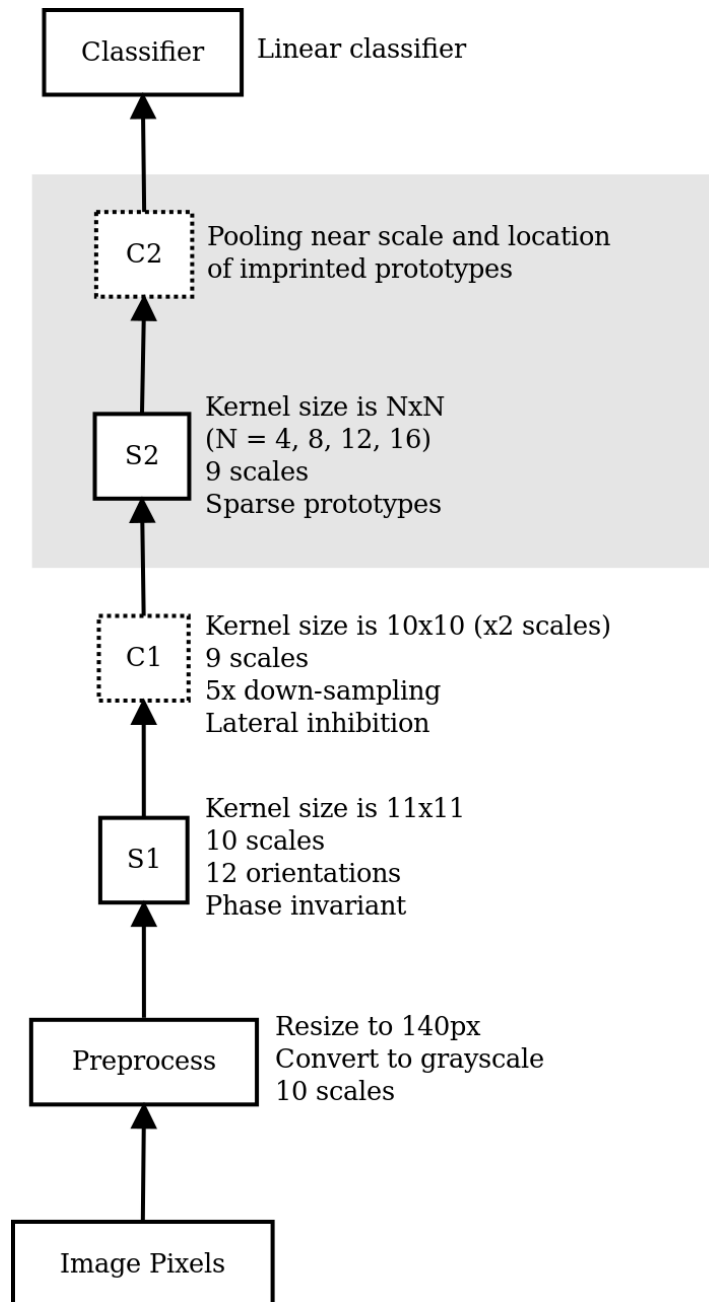 Classifier
Linear classifier
C2
Pooling near scale and location
of imprinted prototypes
S2
Kernel size is NxN
(N = 4, 8, 12, 16)
9 scales
Sparse prototypes
C1
Kernel size is 10x10 (x2 scales)
9 scales
5x down-sampling
Lateral inhibition
S1
Kernel size is 11x11
10 scales
12 orientations
Phase invariant
Preprocess
Resize to 140px
Convert to grayscale
10 scales
Image Pixels